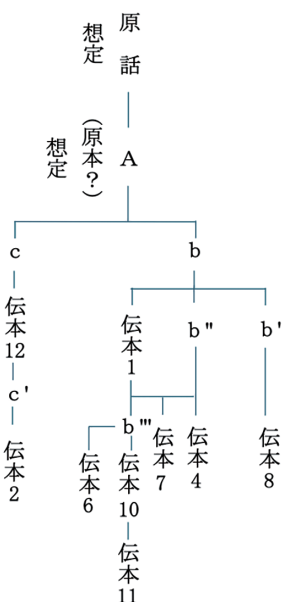 原話
想定
A
（原本？）
想定
c
b
伝本12
伝本1
b"
b'
c'
b"'
伝本2
伝本6
伝本10
伝本7
伝本4
伝本8
伝本11